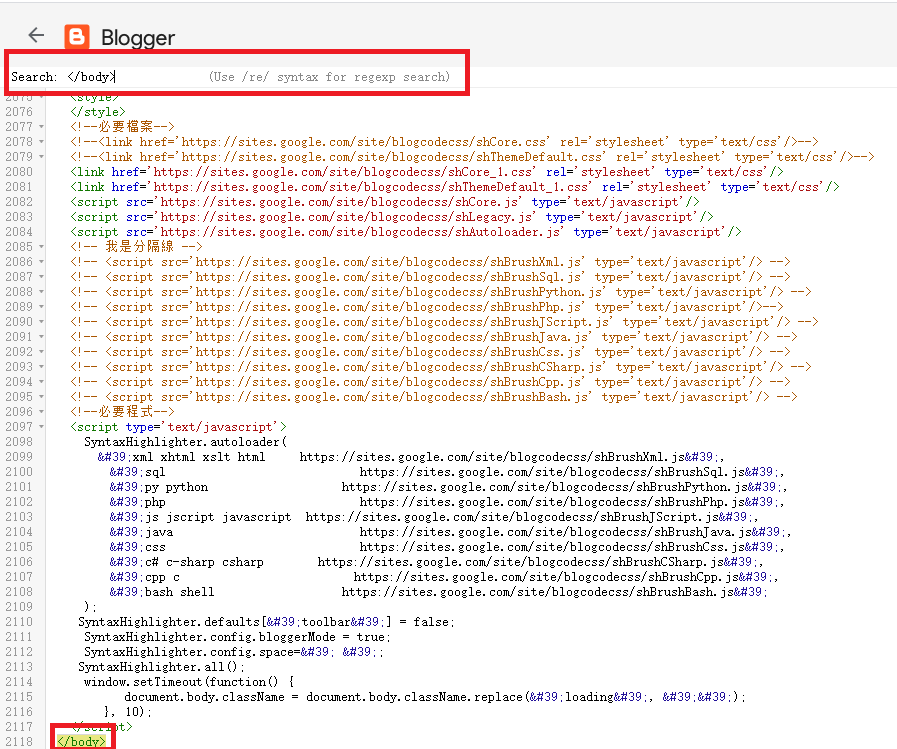 Blogger
Search: </body> (Use /re/ syntax for regexp search)
2075 <style>
2076 </style>
2077 <!--必要檔案-->
2078 <!--<link href='https://sites.google.com/site/blogcodecss/shCore.css' rel='stylesheet' type='text/css'/>-->
2079 <!--<link href='https://sites.google.com/site/blogcodecss/shThemeDefault.css' rel='stylesheet' type='text/css'/>-->
2080 <link href='https://sites.google.com/site/blogcodecss/shCore_1.css' rel='stylesheet' type='text/css'/>
2081 <link href='https://sites.google.com/site/blogcodecss/shThemeDefault_1.css' rel='stylesheet' type='text/css'/>
2082 <script src='https://sites.google.com/site/blogcodecss/shCore.js' type='text/javascript'/>
2083 <script src='https://sites.google.com/site/blogcodecss/shLegacy.js' type='text/javascript'/>
2084 <script src='https://sites.google.com/site/blogcodecss/shAutoloader.js' type='text/javascript'/>
2085 <!-- 我是分隔線 -->
2086 <!-- <script src='https://sites.google.com/site/blogcodecss/shBrushXml.js' type='text/javascript'/> -->
2087 <!-- <script src='https://sites.google.com/site/blogcodecss/shBrushSql.js' type='text/javascript'/> -->
2088 <!-- <script src='https://sites.google.com/site/blogcodecss/shBrushPython.js' type='text/javascript'/> -->
2089 <!-- <script src='https://sites.google.com/site/blogcodecss/shBrushPhp.js' type='text/javascript'/>-->
2090 <!-- <script src='https://sites.google.com/site/blogcodecss/shBrushJScript.js' type='text/javascript'/> -->
2091 <!-- <script src='https://sites.google.com/site/blogcodecss/shBrushJava.js' type='text/javascript'/> -->
2092 <!-- <script src='https://sites.google.com/site/blogcodecss/shBrushCss.js' type='text/javascript'/> -->
2093 <!-- <script src='https://sites.google.com/site/blogcodecss/shBrushCSharp.js' type='text/javascript'/> -->
2094 <!-- <script src='https://sites.google.com/site/blogcodecss/shBrushCpp.js' type='text/javascript'/> -->
2095 <!-- <script src='https://sites.google.com/site/blogcodecss/shBrushBash.js' type='text/javascript'/> -->
2096 <!--必要程式-->
2097 <script type='text/javascript'>
2098 SyntaxHighlighter.autoloader(
2099 &#39;xml xhtml xslt html https://sites.google.com/site/blogcodecss/shBrushXml.js&#39;,
2100 &#39;sql https://sites.google.com/site/blogcodecss/shBrushSql.js&#39;,
2101 &#39;py python https://sites.google.com/site/blogcodecss/shBrushPython.js&#39;,
2102 &#39;php https://sites.google.com/site/blogcodecss/shBrushPhp.js&#39;,
2103 &#39;js jscript javascript https://sites.google.com/site/blogcodecss/shBrushJScript.js&#39;,
2104 &#39;java https://sites.google.com/site/blogcodecss/shBrushJava.js&#39;,
2105 &#39;css https://sites.google.com/site/blogcodecss/shBrushCss.js&#39;,
2106 &#39;c# c-sharp csharp https://sites.google.com/site/blogcodecss/shBrushCSharp.js&#39;,
2107 &#39;cpp c https://sites.google.com/site/blogcodecss/shBrushCpp.js&#39;,
2108 &#39;bash shell https://sites.google.com/site/blogcodecss/shBrushBash.js&#39;
2109 );
2110 SyntaxHighlighter.defaults[&#39;toolbar&#39;] = false;
2111 SyntaxHighlighter.config.bloggerMode = true;
2112 SyntaxHighlighter.config.space=&#39; &#39;;
2113 SyntaxHighlighter.all();
2114 window.setTimeout(function() {
2115 document.body.className = document.body.className.replace(&#39;loading&#39;, &#39;&#39;);
2116 }, 10);
2117 </script>
2118 </body>